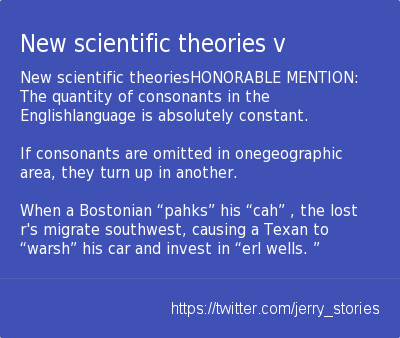 New scientific theories v
New scientific theoriesHONORABLE MENTION:
The quantity of consonants in the
Englishlanguage is absolutely constant.
If consonants are omitted in onegeographic
area, they turn up in another.
When a Bostonian “pahks” his “cah” , the lost
r's migrate southwest, causing a Texan to
“warsh” his car and invest in “erl wells. ”
https://twitter.com/jerry_stories